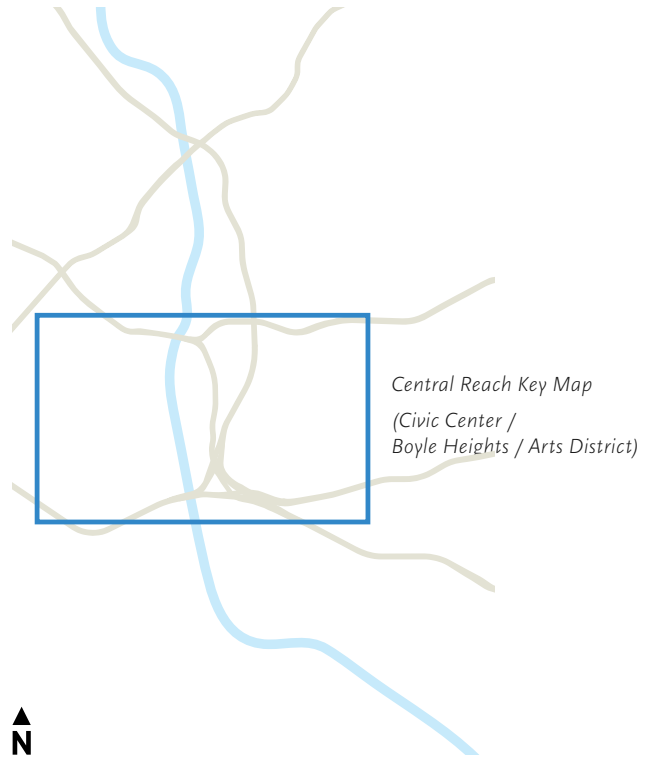 Central Reach Key Map
(Civic Center /
Boyle Heights / Arts District)
N